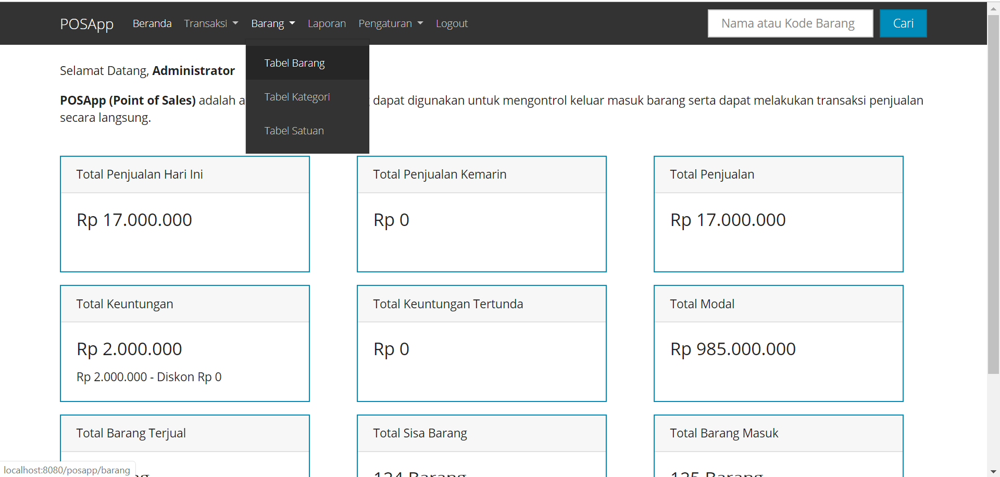 POSApp Beranda Transaksi Barang Laporan Pengaturan Logout Nama atau Kode Barang Cari
Tabel Barang
Tabel Kategori
Tabel Satuan
Selamat Datang, Administrator
POSApp (Point of Sales) adalah a dapat digunakan untuk mengontrol keluar masuk barang serta dapat melakukan transaksi penjualan
secara langsung.
Total Penjualan Hari Ini
Rp 17.000.000
Total Penjualan Kemarin
Rp 0
Total Penjualan
Rp 17.000.000
Total Keuntungan
Rp 2.000.000
Rp 2.000.000 - Diskon Rp 0
Total Keuntungan Tertunda
Rp 0
Total Modal
Rp 985.000.000
Total Barang Terjual
Total Sisa Barang
124 Barang
Total Barang Masuk
125 Barang
localhost:8080/posapp/barang